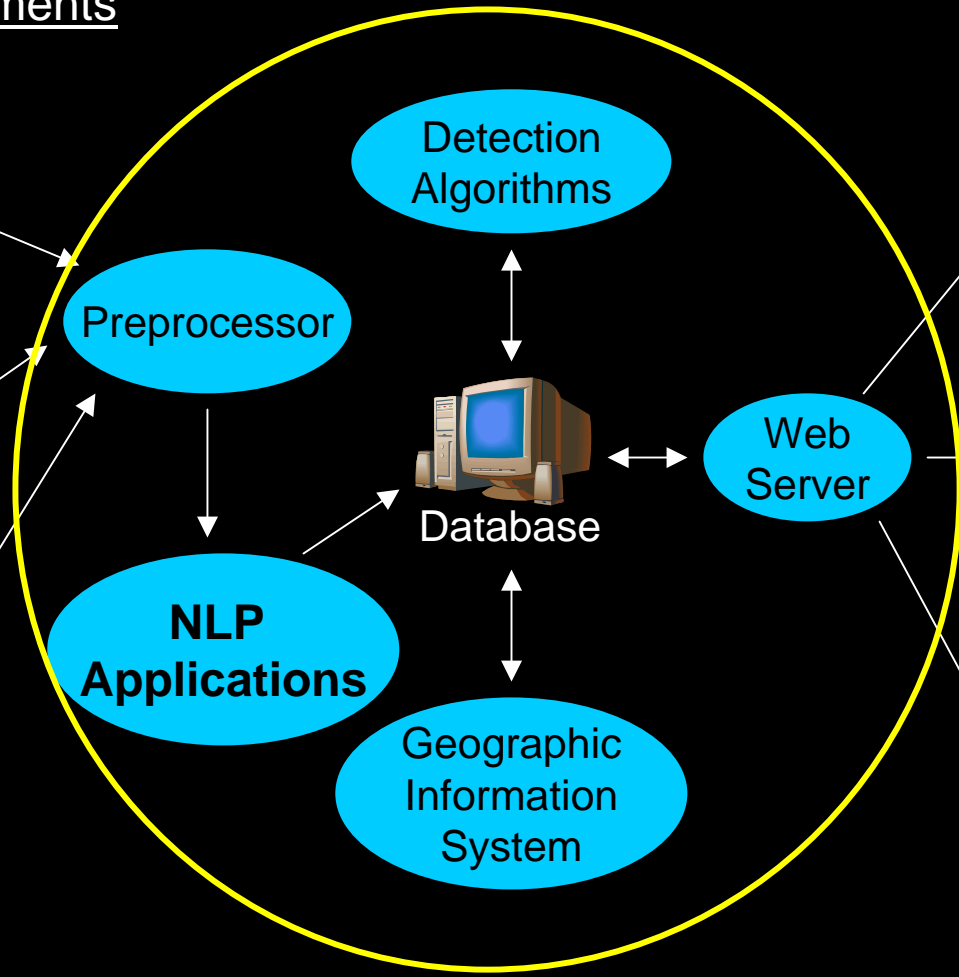 Detection
Algorithms
Preprocessor
Web
Server
Database
NLP
Applications
Geographic
Information
System